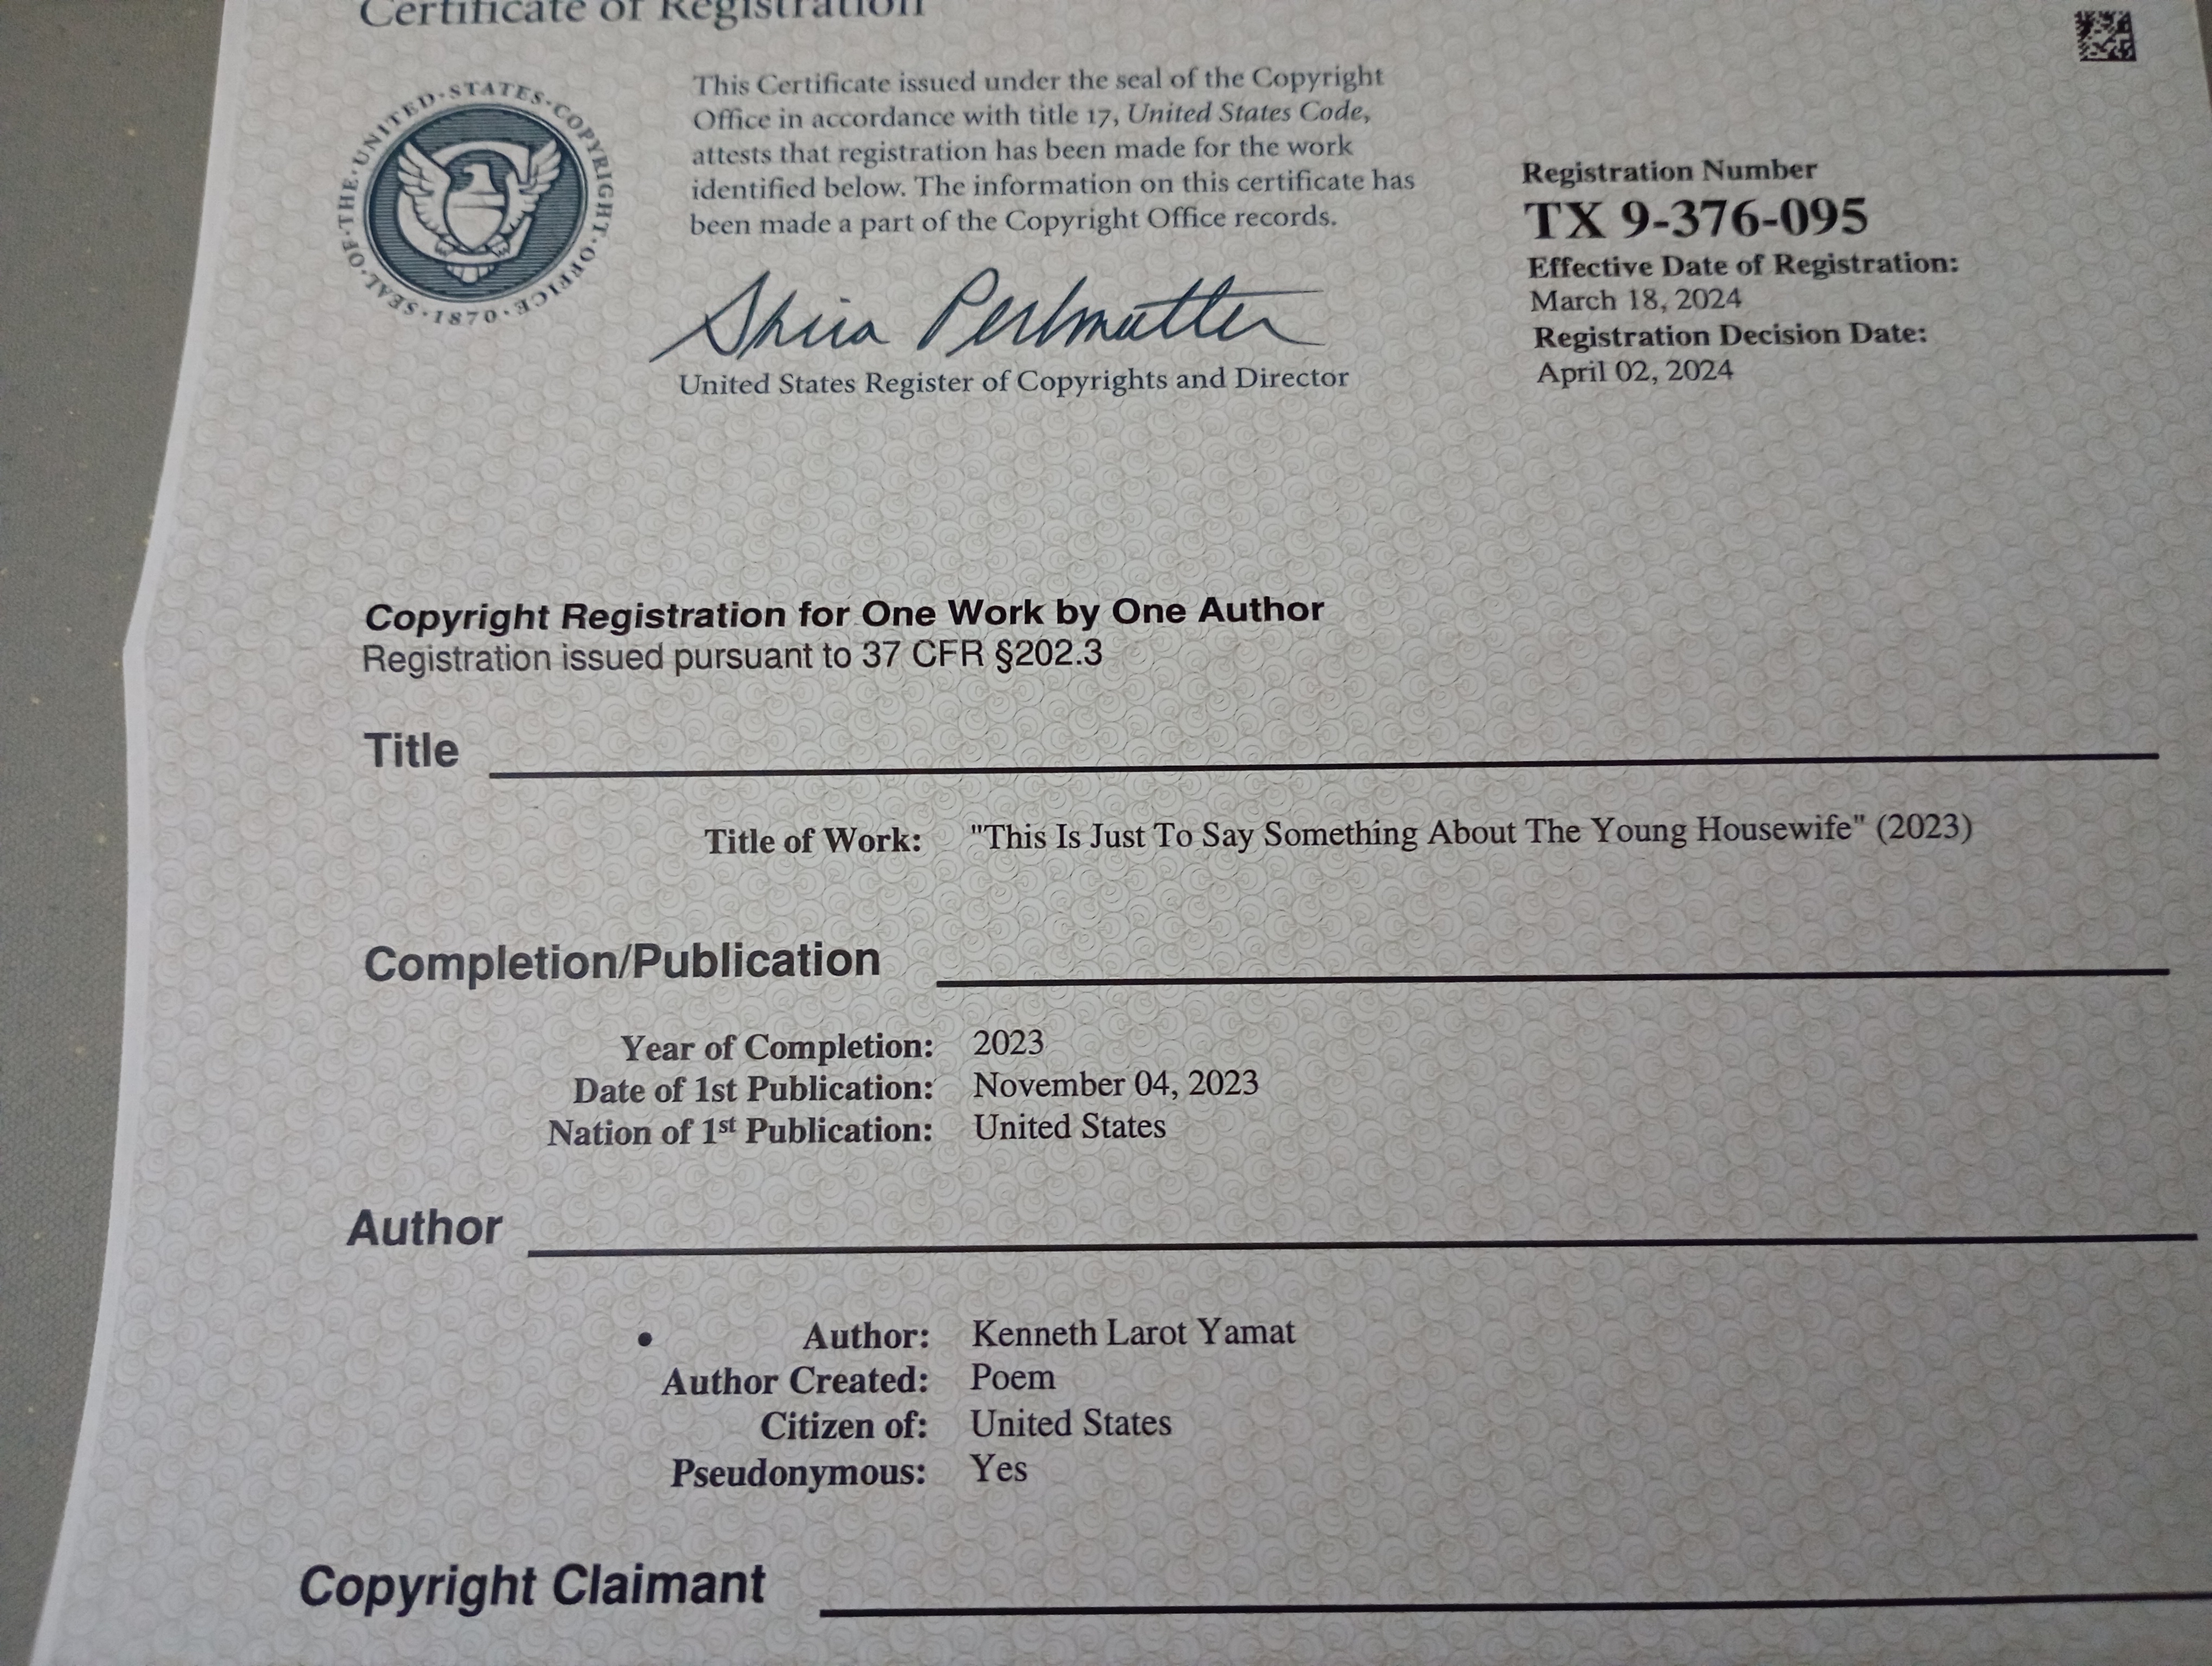 Certificate of Registration
SEAL·OF·THE·UNITED·STATES·COPYRIGHT·OFFICE·1870·
This Certificate issued under the seal of the Copyright
Office in accordance with title 17, United States Code,
attests that registration has been made for the work
identified below. The information on this certificate has
been made a part of the Copyright Office records.
Shira Perlmutter
United States Register of Copyrights and Director
Registration Number
TX 9-376-095
Effective Date of Registration:
March 18, 2024
Registration Decision Date:
April 02, 2024
Copyright Registration for One Work by One Author
Registration issued pursuant to 37 CFR §202.3
Title
Title of Work: "This Is Just To Say Something About The Young Housewife" (2023)
Completion/Publication
Year of Completion: 2023
Date of 1st Publication: November 04, 2023
Nation of 1st Publication: United States
Author
• Author: Kenneth Larot Yamat
Author Created: Poem
Citizen of: United States
Pseudonymous: Yes
Copyright Claimant